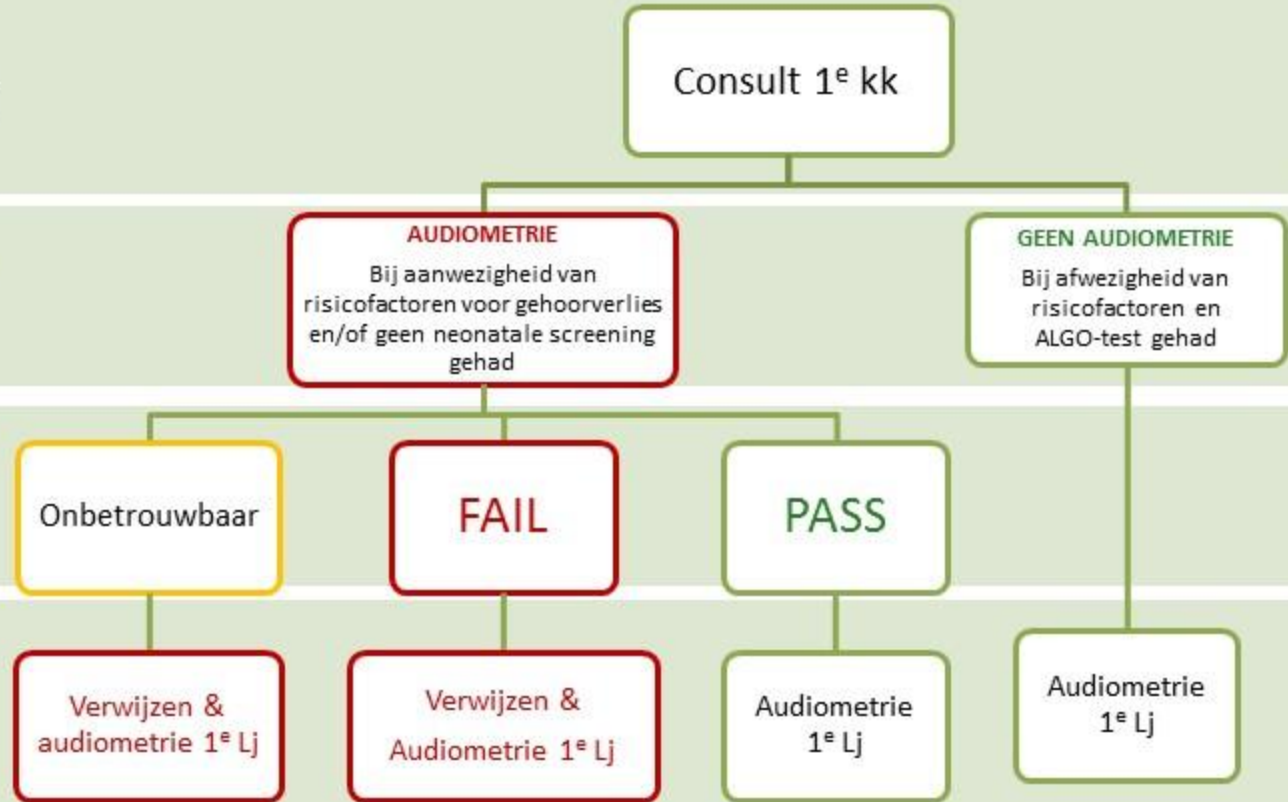 Consult 1ᵉ kk
AUDIOMETRIE
Bij aanwezigheid van
risicofactoren voor gehoorverlies
en/of geen neonatale screening
gehad
GEEN AUDIOMETRIE
Bij afwezigheid van
risicofactoren en
ALGO-test gehad
Onbetrouwbaar
FAIL
PASS
Verwijzen &
audiometrie 1ᵉ Lj
Verwijzen &
Audiometrie 1ᵉ Lj
Audiometrie
1ᵉ Lj
Audiometrie
1ᵉ Lj